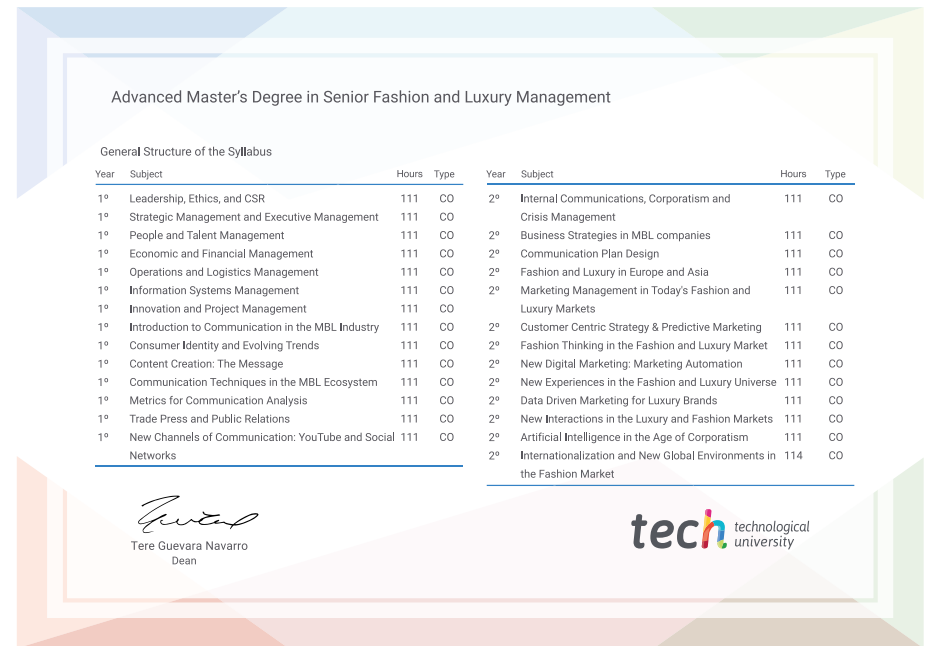 Advanced Master's Degree in Senior Fashion and Luxury Management
General Structure of the Syllabus
Year Subject Hours Type
1º Leadership, Ethics, and CSR 111 CO
1º Strategic Management and Executive Management 111 CO
1º People and Talent Management 111 CO
1º Economic and Financial Management 111 CO
1º Operations and Logistics Management 111 CO
1º Information Systems Management 111 CO
1º Innovation and Project Management 111 CO
1º Introduction to Communication in the MBL Industry 111 CO
1º Consumer Identity and Evolving Trends 111 CO
1º Content Creation: The Message 111 CO
1º Communication Techniques in the MBL Ecosystem 111 CO
1º Metrics for Communication Analysis 111 CO
1º Trade Press and Public Relations 111 CO
1º New Channels of Communication: YouTube and Social 111 CO
Networks
Year Subject Hours Type
2º Internal Communications, Corporatism and 111 CO
Crisis Management
2º Business Strategies in MBL companies 111 CO
2º Communication Plan Design 111 CO
2º Fashion and Luxury in Europe and Asia 111 CO
2º Marketing Management in Today's Fashion and 111 CO
Luxury Markets
2º Customer Centric Strategy & Predictive Marketing 111 CO
2º Fashion Thinking in the Fashion and Luxury Market 111 CO
2º New Digital Marketing: Marketing Automation 111 CO
2º New Experiences in the Fashion and Luxury Universe 111 CO
2º Data Driven Marketing for Luxury Brands 111 CO
2º New Interactions in the Luxury and Fashion Markets 111 CO
2º Artificial Intelligence in the Age of Corporatism 111 CO
2º Internationalization and New Global Environments in 114 CO
the Fashion Market
Tere Guevara Navarro
Dean
tech technological
university